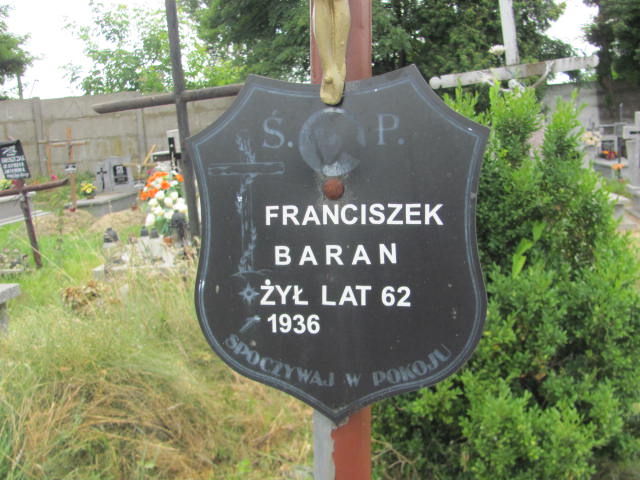 Ś. P.
FRANCISZEK
BARAN
ŻYŁ LAT 62
1936
SPOCZYWAJ W POKOJU